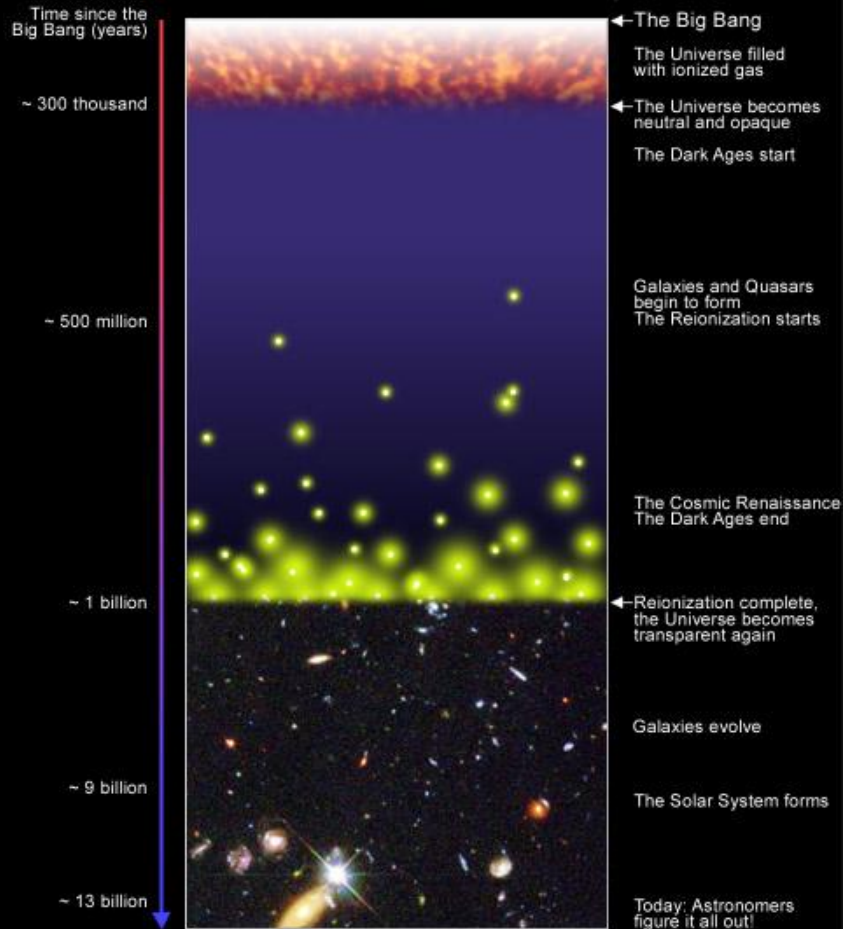 Time since the
Big Bang (years)
The Big Bang
The Universe filled
with ionized gas
~ 300 thousand
The Universe becomes
neutral and opaque
The Dark Ages start
Galaxies and Quasars
begin to form
~ 500 million
The Reionization starts
The Cosmic Renaissance
The Dark Ages end
~ 1 billion
Reionization complete,
the Universe becomes
transparent again
Galaxies evolve
~ 9 billion
The Solar System forms
~ 13 billion
Today: Astronomers
figure it all out!